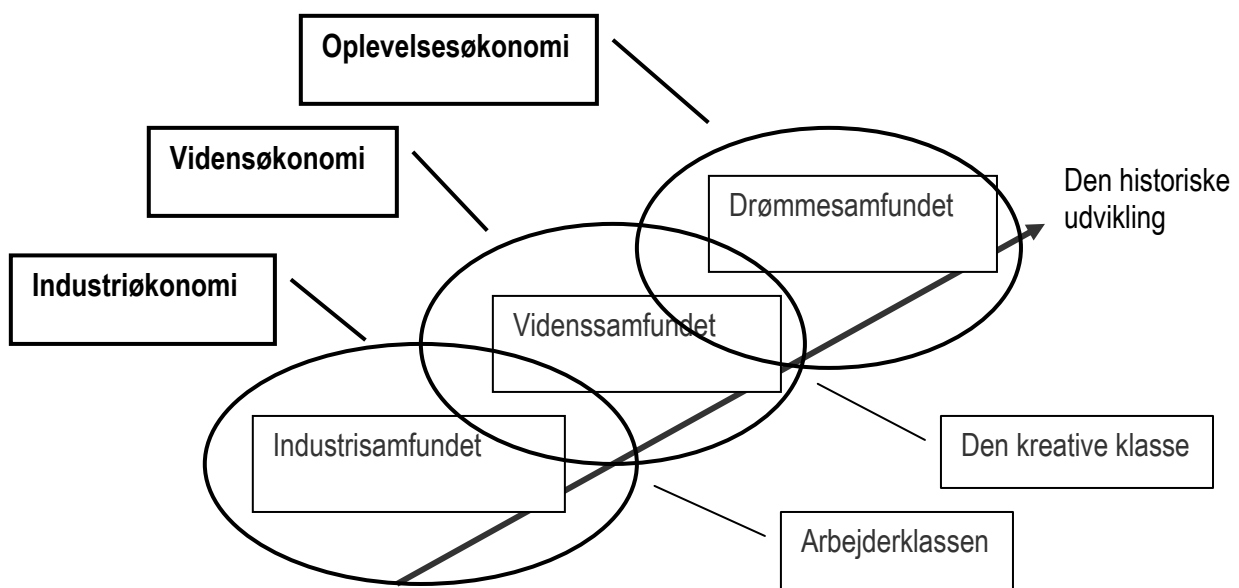 Oplevelsesøkonomi
Vidensøkonomi
Den historiske
udvikling
Drømmesamfundet
Industriøkonomi
Videnssamfundet
Industrisamfundet
Den kreative klasse
Arbejderklassen